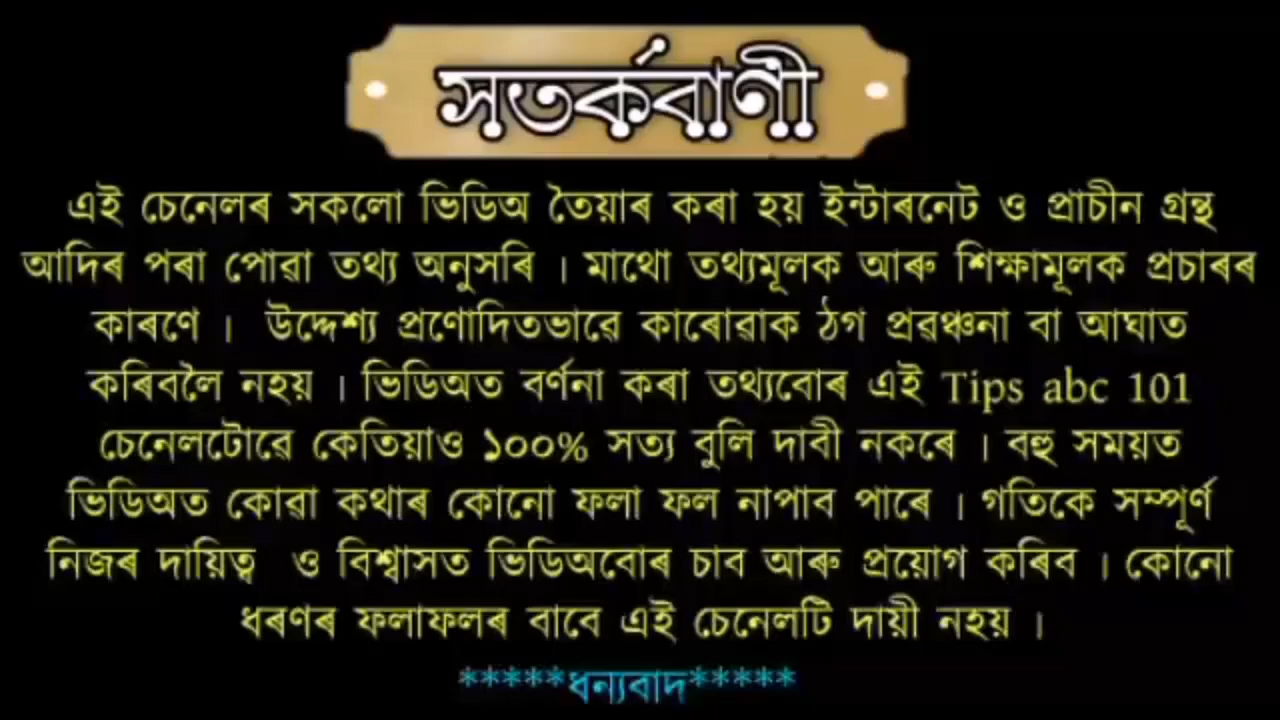 সতৰ্কবাণী
এই চেনেলৰ সকলো ভিডিঅ তৈয়াৰ কৰা হয় ইন্টাৰনেট ও প্ৰাচীন গ্ৰন্থ
আদিৰ পৰা পোৱা তথ্য অনুসৰি । মাথো তথ্যমূলক আৰু শিক্ষামূলক প্ৰচাৰৰ
কাৰণে । উদ্দেশ্য প্ৰণোদিতভাৱে কাৰোৱাক ঠগ প্ৰৱঞ্চনা বা আঘাত
কৰিবলৈ নহয় । ভিডিঅত বৰ্ণনা কৰা তথ্যবোৰ এই Tips abc 101
চেনেলটোৱে কেতিয়াও ১০০% সত্য বুলি দাবী নকৰে । বহু সময়ত
ভিডিঅত কোৱা কথাৰ কোনো ফলা ফল নাপাব পাৰে । গতিকে সম্পূৰ্ণ
নিজৰ দায়িত্ব ও বিশ্বাসত ভিডিঅবোৰ চাব আৰু প্ৰয়োগ কৰিব । কোনো
ধৰণৰ ফলাফলৰ বাবে এই চেনেলটি দায়ী নহয় ।
*****ধন্যবাদ*****